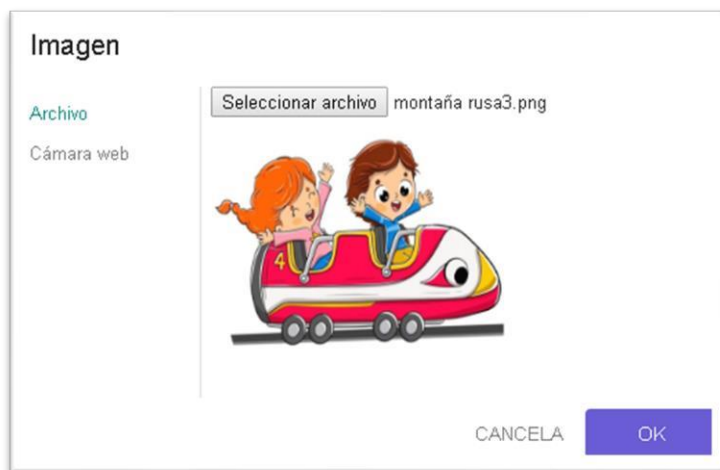 Imagen
Archivo
Cámara web
Seleccionar archivo montaña rusa3.png
4
CANCELA OK